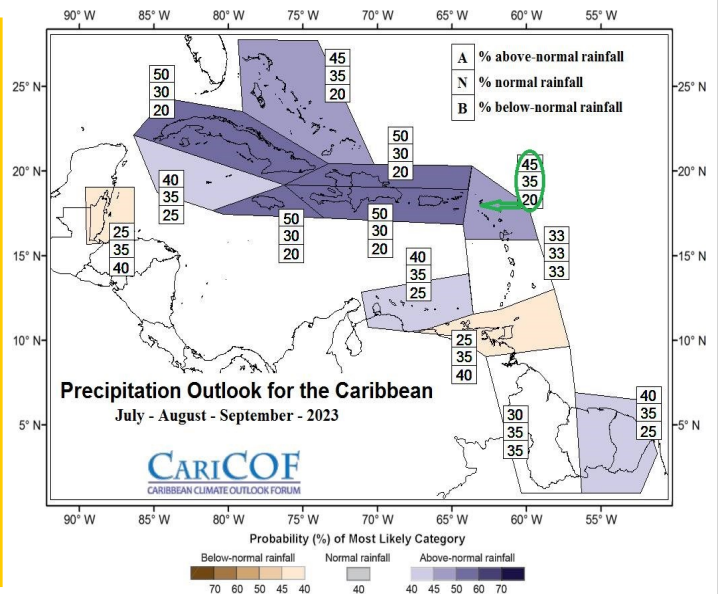 90° W 85° W 80° W 75° W 70° W 65° W 60° W 55° W
25° N
20° N
15° N
10° N
5° N
25° N
20° N
15° N
10° N
5° N
A % above-normal rainfall
N % normal rainfall
B % below-normal rainfall
45
35
20
50
30
20
50
30
20
45
35
20
40
35
25
50
30
20
50
30
20
25
35
40
33
33
33
40
35
25
25
35
40
30
35
35
40
35
25
Precipitation Outlook for the Caribbean
July - August - September - 2023
CARICOF
CARIBBEAN CLIMATE OUTLOOK FORUM
90° W 85° W 80° W 75° W 70° W 65° W 60° W 55° W
Probability (%) of Most Likely Category
Below-normal rainfall Normal rainfall Above-normal rainfall
70 60 50 45 40 40 40 45 50 60 70